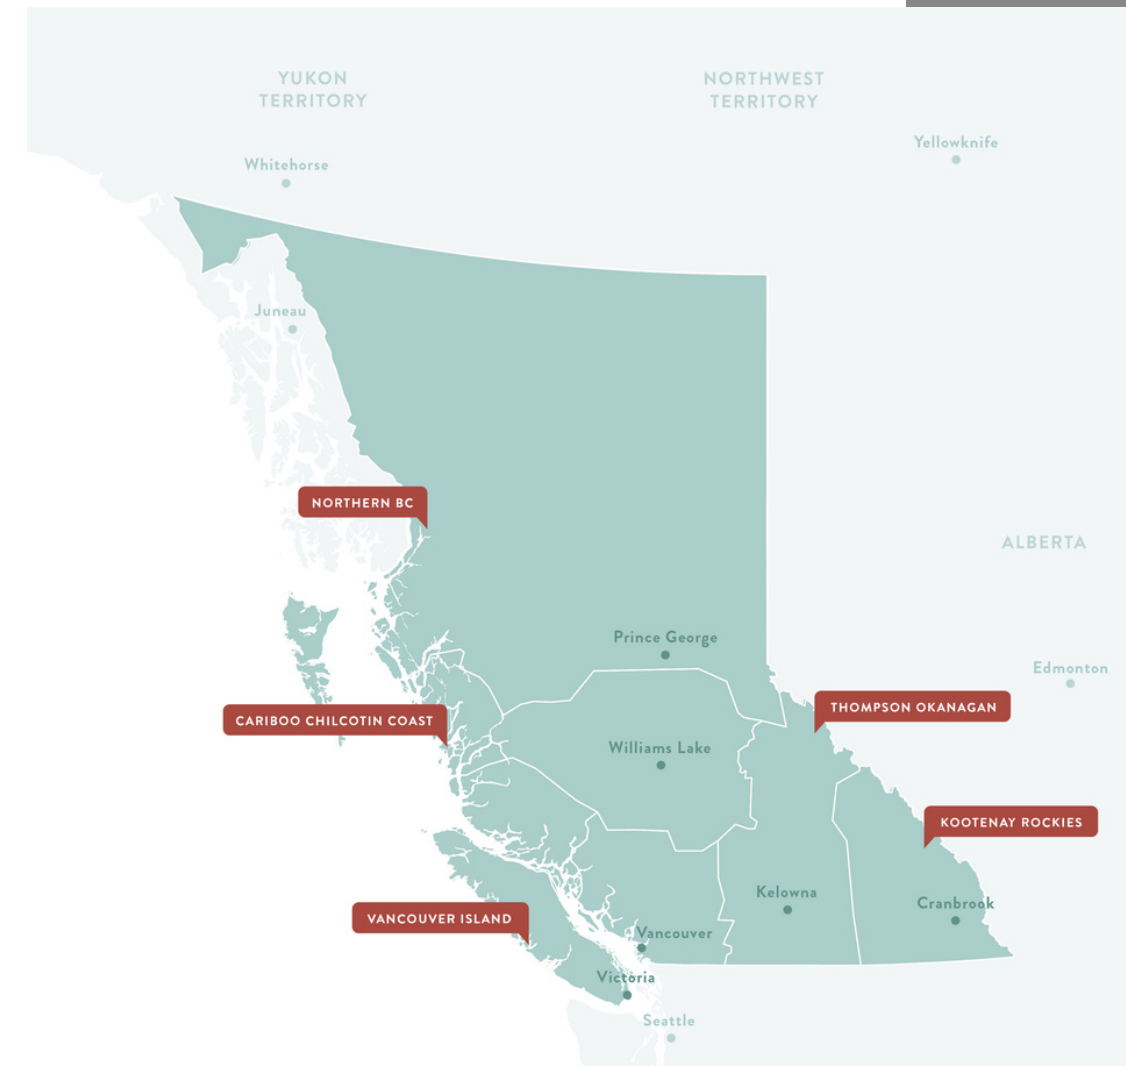 YUKON
TERRITORY
NORTHWEST
TERRITORY
Yellowknife
Whitehorse
Juneau
NORTHERN BC
ALBERTA
Prince George
Edmonton
THOMPSON OKANAGAN
CARIBOO CHILCOTIN COAST
Williams Lake
KOOTENAY ROCKIES
Kelowna
Cranbrook
VANCOUVER ISLAND
Vancouver
Victoria
Seattle